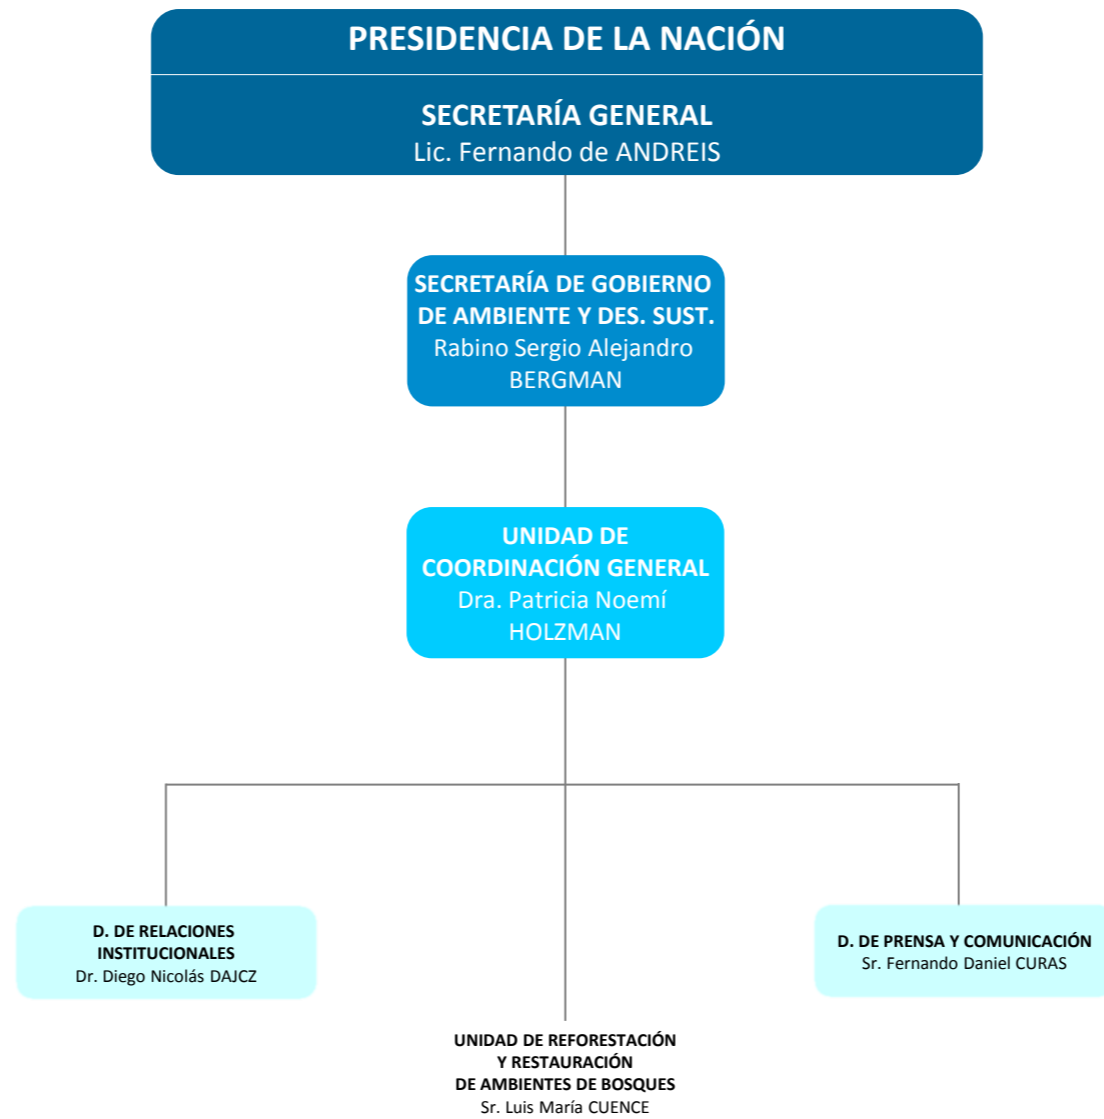 PRESIDENCIA DE LA NACIÓN
SECRETARÍA GENERAL
Lic. Fernando de ANDREIS
SECRETARÍA DE GOBIERNO
DE AMBIENTE Y DES. SUST.
Rabino Sergio Alejandro
BERGMAN
UNIDAD DE
COORDINACIÓN GENERAL
Dra. Patricia Noemí
HOLZMAN
D. DE RELACIONES
INSTITUCIONALES
Dr. Diego Nicolás DAJCZ
D. DE PRENSA Y COMUNICACIÓN
Sr. Fernando Daniel CURAS
UNIDAD DE REFORESTACIÓN
Y RESTAURACIÓN
DE AMBIENTES DE BOSQUES
Sr. Luis María CUENCE